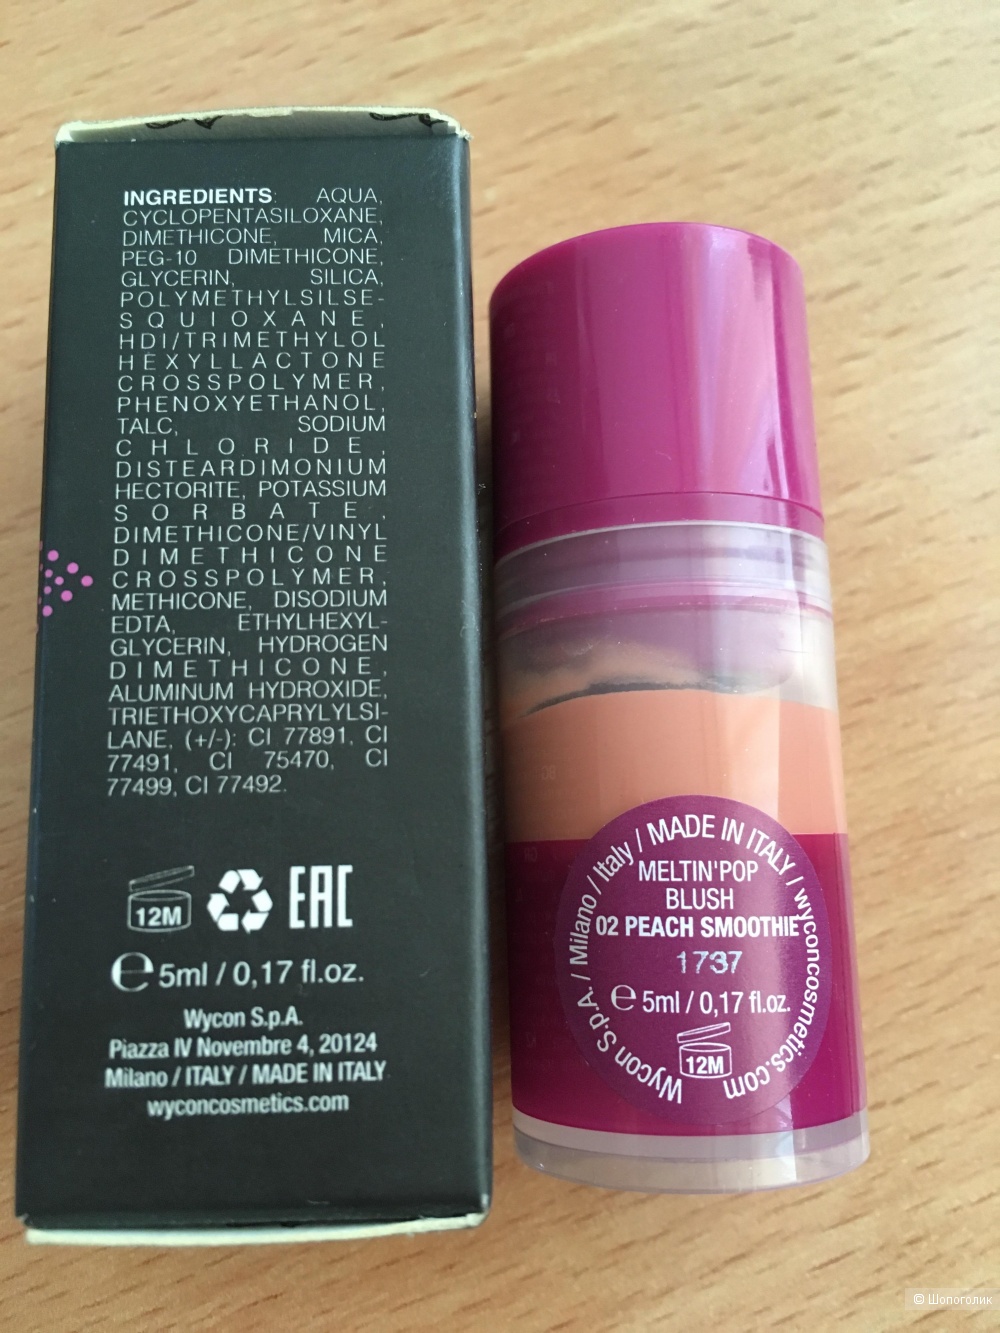 INGREDIENTS: AQUA,
CYCLOPENTASILOXANE,
DIMETHICONE, MICA,
PEG-10 DIMETHICONE,
GLYCERIN, SILICA,
POLYMETHYLSILSE-
SQUIOXANE,
HDI/TRIMETHYLOL
HEXYLLACTONE
CROSSPOLYMER,
PHENOXYETHANOL,
TALC, SODIUM
CHLORIDE,
DISTEARDIMONIUM
HECTORITE, POTASSIUM
SORBATE,
DIMETHICONE/VINYL
DIMETHICONE
CROSSPOLYMER,
METHICONE, DISODIUM
EDTA, ETHYLHEXYL-
GLYCERIN, HYDROGEN
DIMETHICONE,
ALUMINUM HYDROXIDE,
TRIETHOXYCAPRYLYLSI-
LANE, (+/-): CI 77891, CI
77491, CI 75470, CI
77499, CI 77492.
12M EAC
e 5ml / 0,17 fl.oz.
Wycon S.p.A.
Piazza IV Novembre 4, 20124
Milano / ITALY / MADE IN ITALY
wyconcosmetics.com
Wycon S.p.A. / Milano / Italy / MADE IN ITALY / wyconcosmetics.com
MELTIN'POP
BLUSH
02 PEACH SMOOTHIE
1737
e 5ml / 0,17 fl.oz.
12M
© Шопоголик